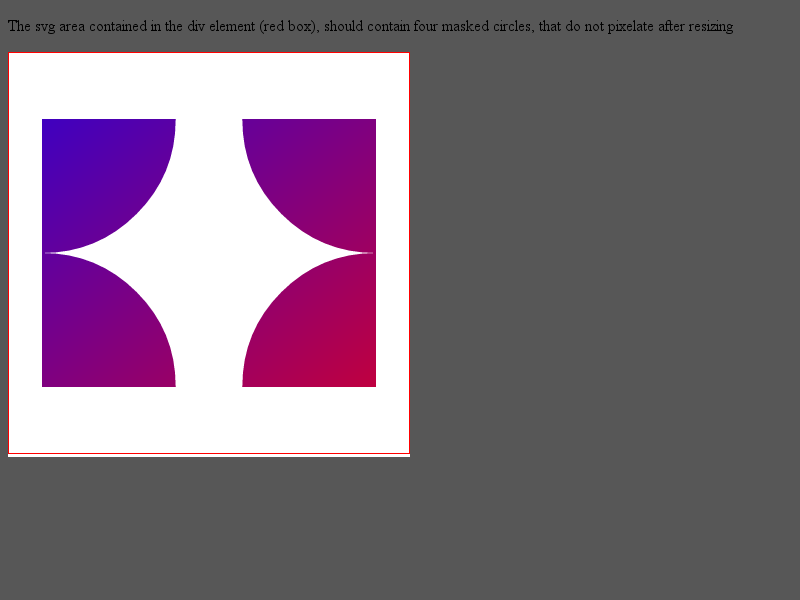 The svg area contained in the div element (red box), should contain four masked circles, that do not pixelate after resizing